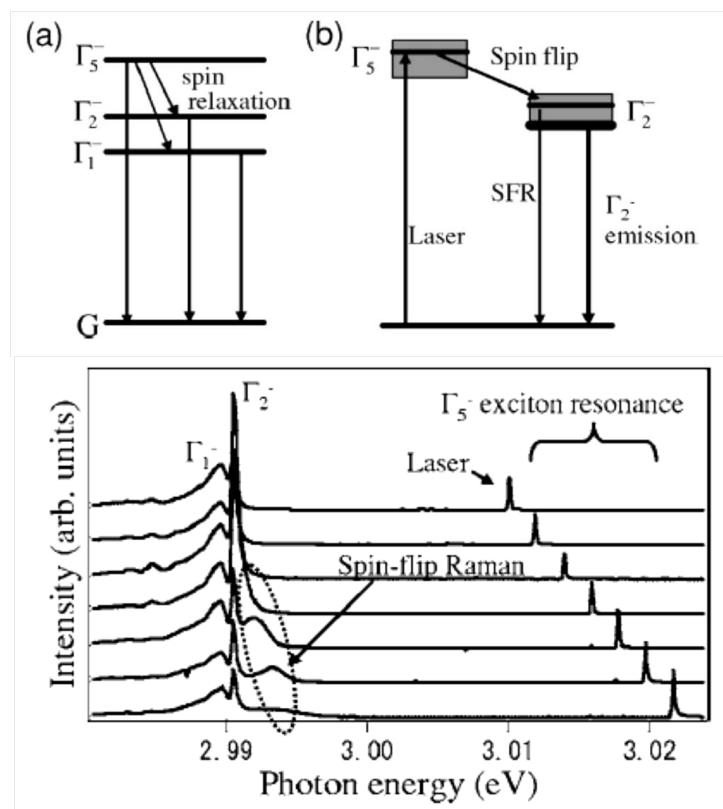 (a)
Γ₅⁻
spin
relaxation
Γ₂⁻
Γ₁⁻
G
(b)
Γ₅⁻
Spin flip
Γ₂⁻
SFR
Γ₂⁻
emission
Laser
Intensity (arb. units)
Γ₂⁻
Γ₁⁻
Γ₅⁻ exciton resonance
Laser
Spin-flip Raman
2.99 3.00 3.01 3.02
Photon energy (eV)